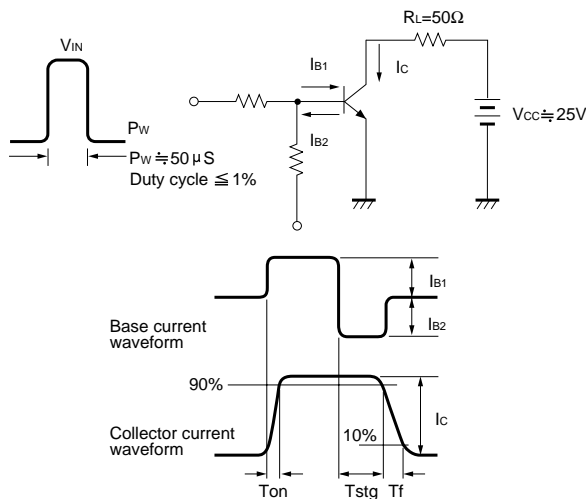 VIN
PW
PW ≒ 50 μ S
Duty cycle ≦ 1%
IB1
IB2
IC
RL=50Ω
VCC≒25V
Base current
waveform
IB1
IB2
90%
Collector current
waveform
10%
IC
Ton
Tstg
Tf